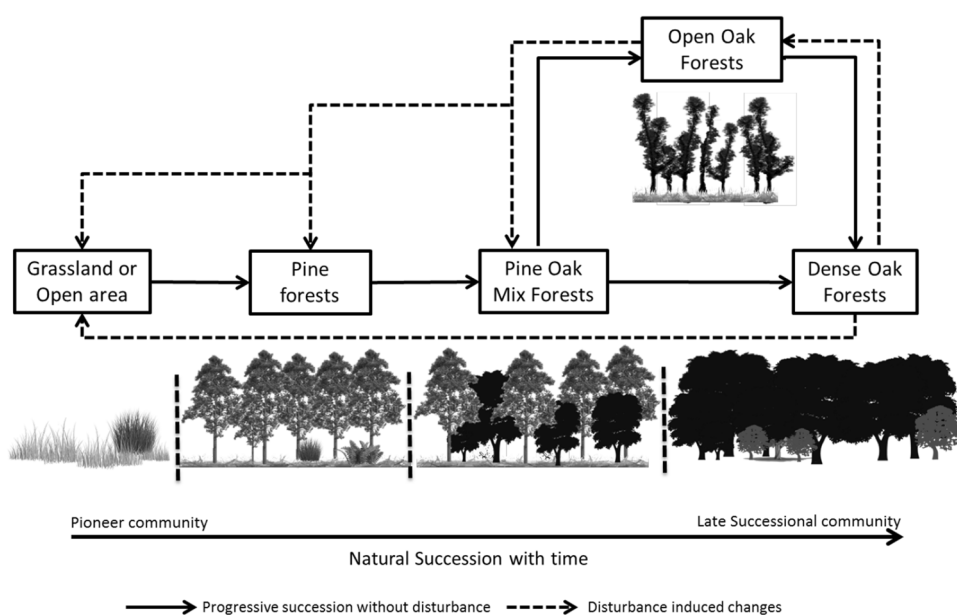 Open Oak
Forests
Grassland or
Open area
Pine
forests
Pine Oak
Mix Forests
Dense Oak
Forests
Pioneer community
Late Successional community
Natural Succession with time
Progressive succession without disturbance
Disturbance induced changes